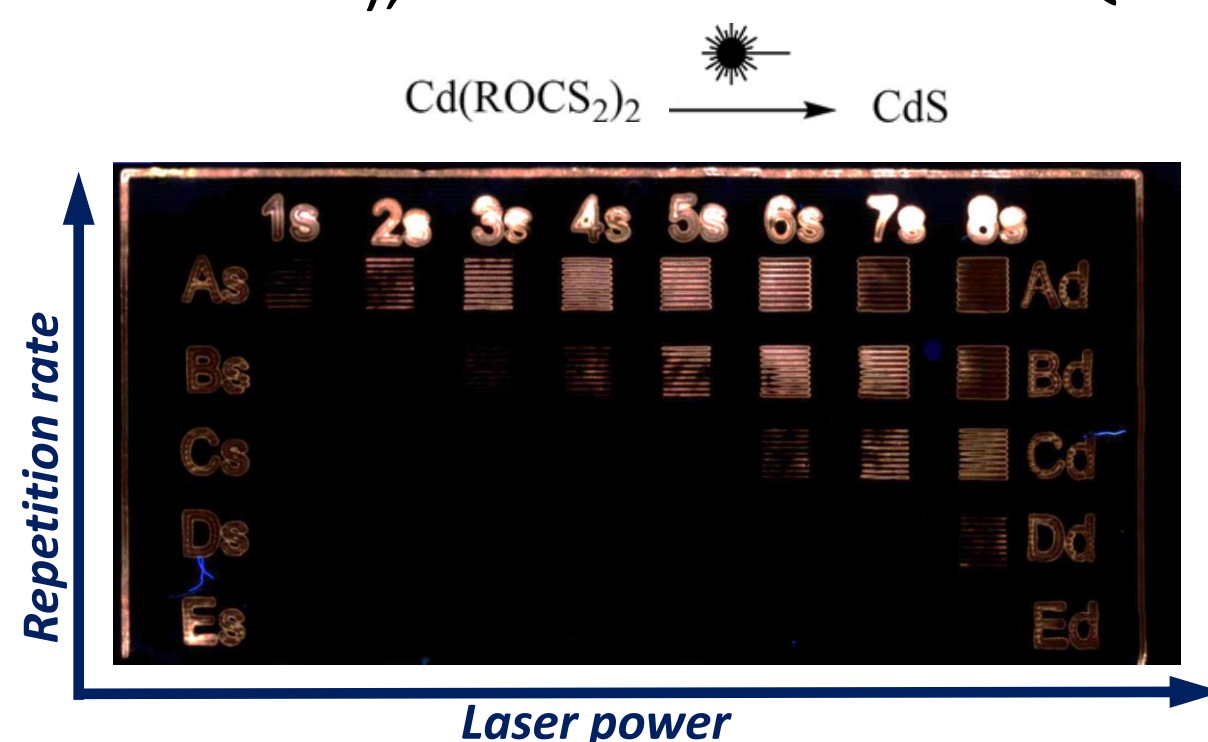 Cd(ROCS2)2 CdS
1s 2s 3s 4s 5s 6s 7s 8s
As Ad
Bs Bd
Cs Cd
Ds Dd
Es Ed
Repetition rate
Laser power